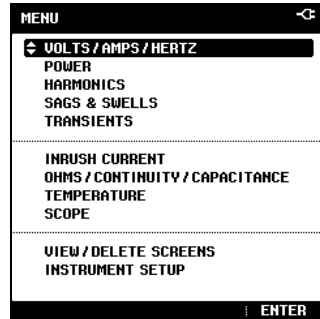 MENU
VOLTS/AMPS/HERTZ
POWER
HARMONICS
SAGS & SWELLS
TRANSIENTS
INRUSH CURRENT
OHMS/CONTINUITY/CAPACITANCE
TEMPERATURE
SCOPE
VIEW/DELETE SCREENS
INSTRUMENT SETUP
ENTER